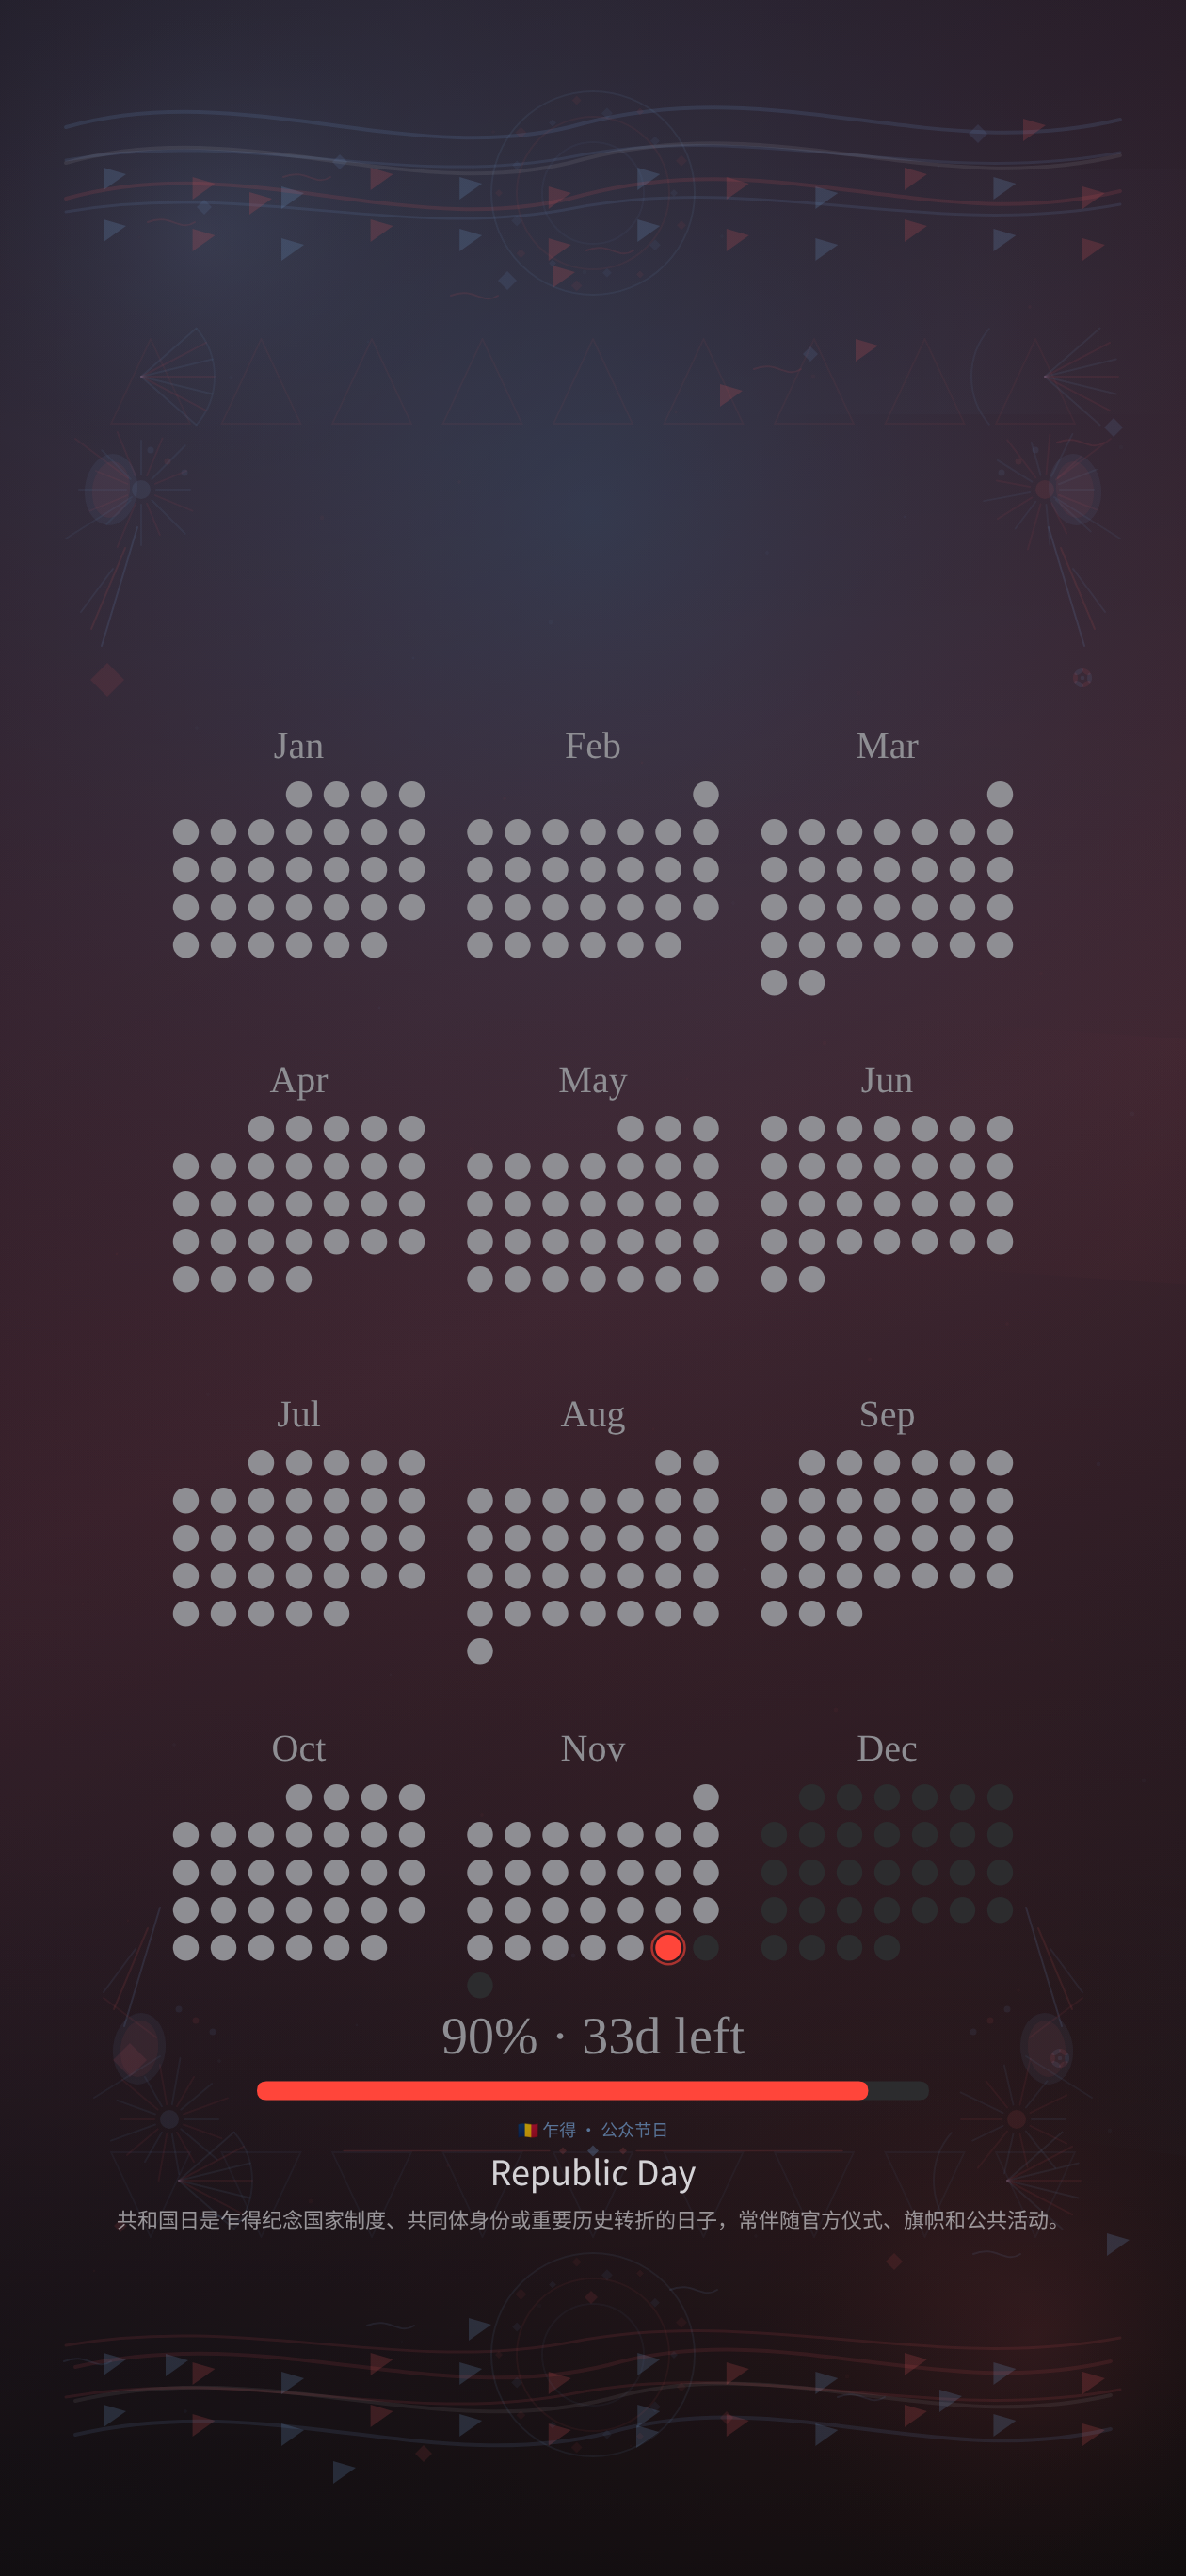 Jan Feb Mar
Apr May Jun
Jul Aug Sep
Oct Nov Dec
90% · 33d left
🇹🇩 乍得 · 公众节日
Republic Day
共和国日是乍得纪念国家制度、共同体身份或重要历史转折的日子，常伴随官方仪式、旗帜和公共活动。